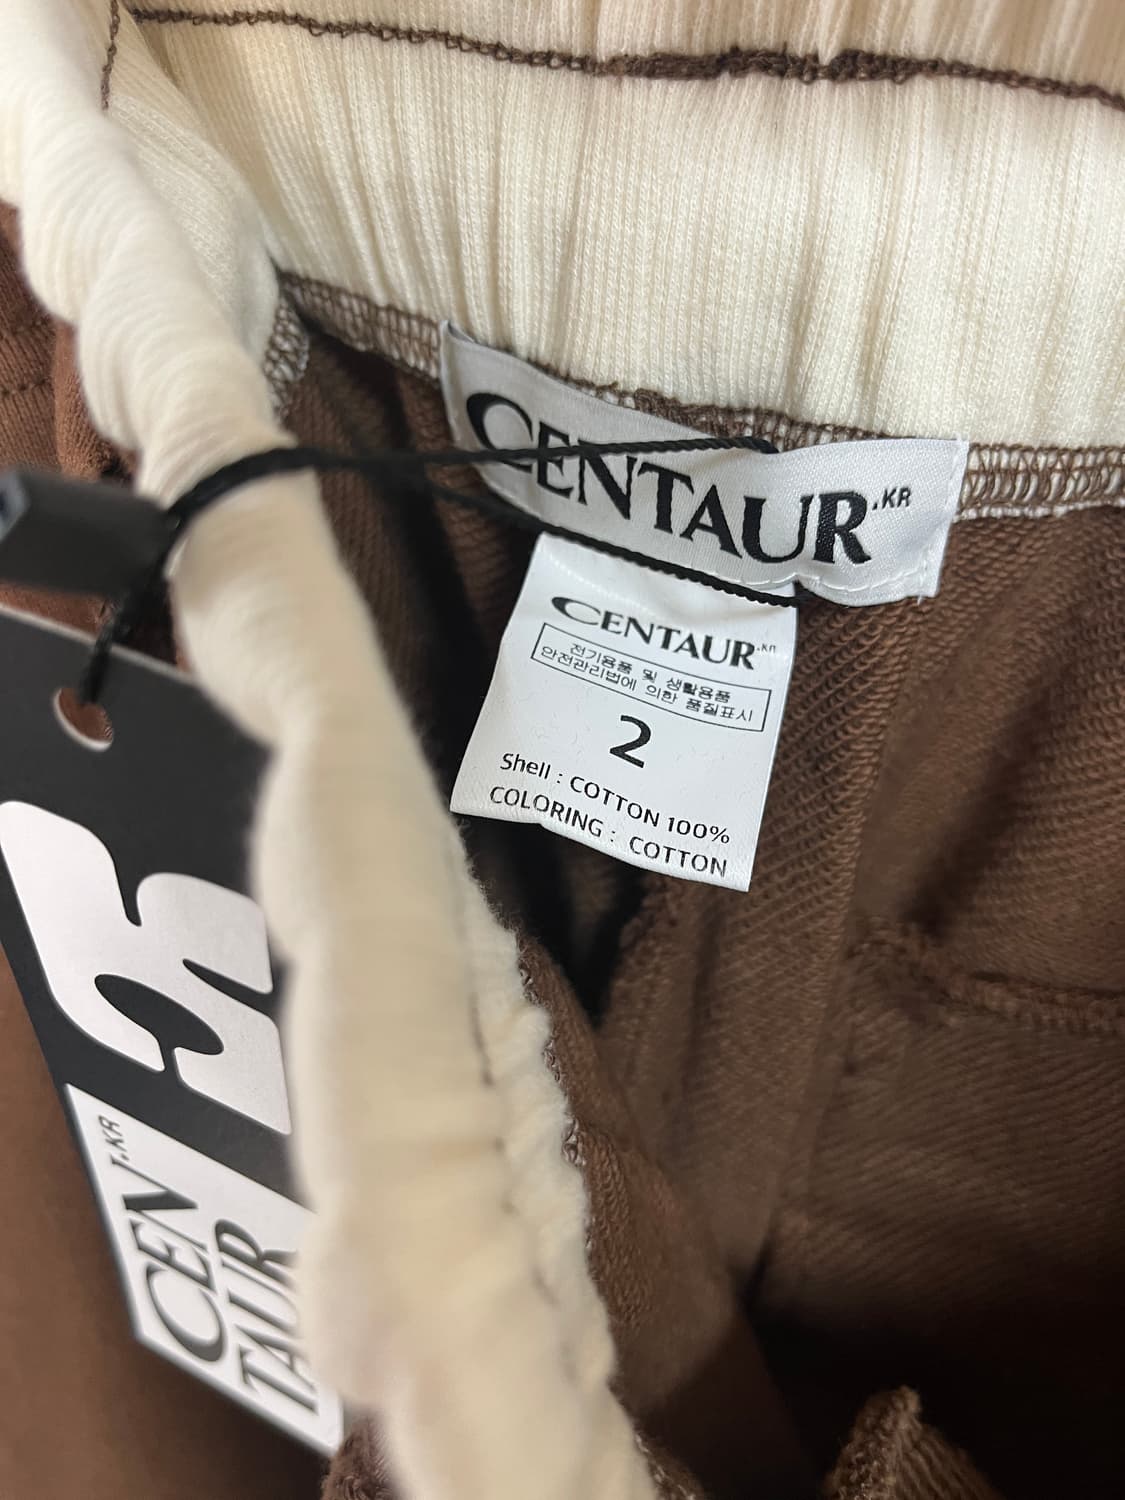 CENTAUR.KR
CENTAUR.KR
전기용품 및 생활용품
안전관리법에 의한 품질표시
2
Shell : COTTON 100%
COLORING : COTTON
CEN.KR
TAUR